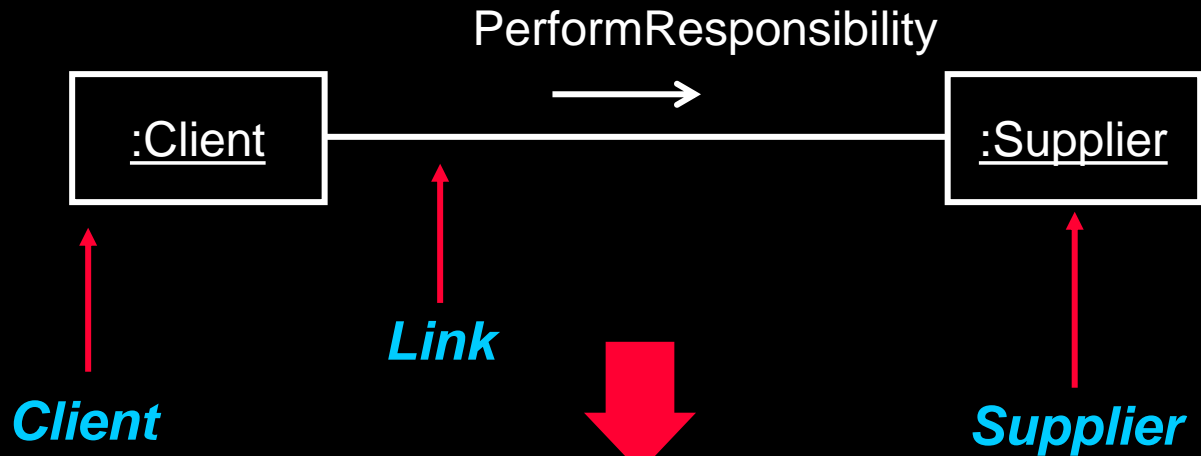 PerformResponsibility
:Client
:Supplier
Link
Client
Supplier